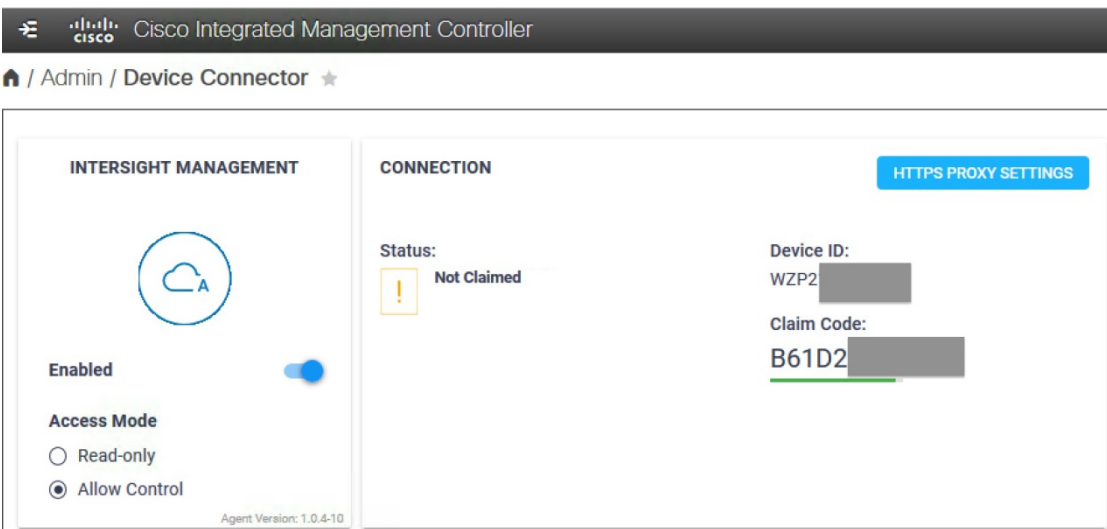 cisco Cisco Integrated Management Controller
/ Admin / Device Connector
INTERSIGHT MANAGEMENT
A
Enabled
Access Mode
Read-only
Allow Control
Agent Version: 1.0.4-10
CONNECTION
HTTPS PROXY SETTINGS
Status:
! Not Claimed
Device ID:
WZP2
Claim Code:
B61D2